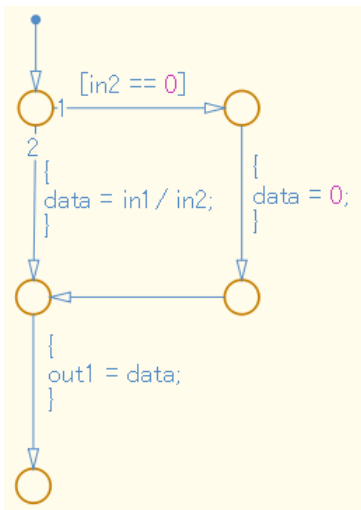 [in2 == 0]
1
2
{
data = in1 / in2;
}
{
data = 0;
}
{
out1 = data;
}